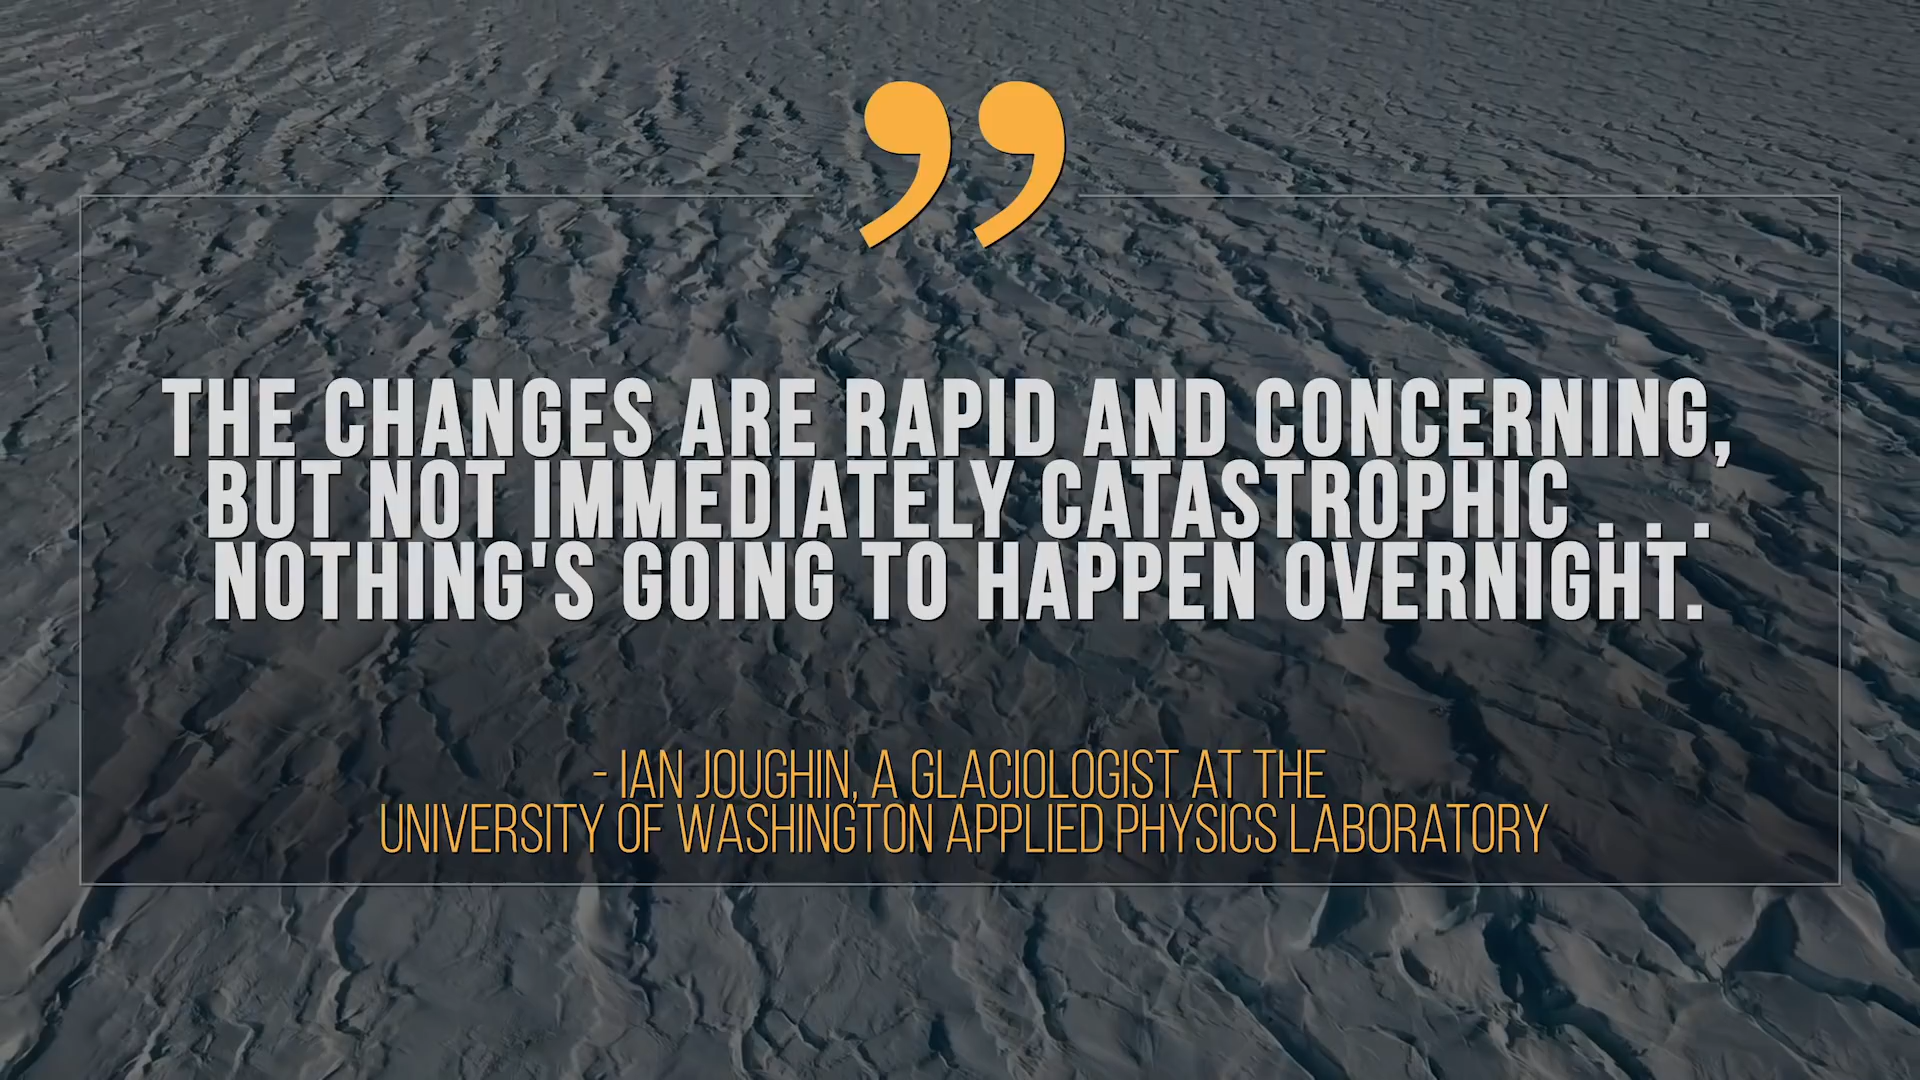 ”
THE CHANGES ARE RAPID AND CONCERNING,
BUT NOT IMMEDIATELY CATASTROPHIC . . .
NOTHING'S GOING TO HAPPEN OVERNIGHT.
- IAN JOUGHIN, A GLACIOLOGIST AT THE
UNIVERSITY OF WASHINGTON APPLIED PHYSICS LABORATORY